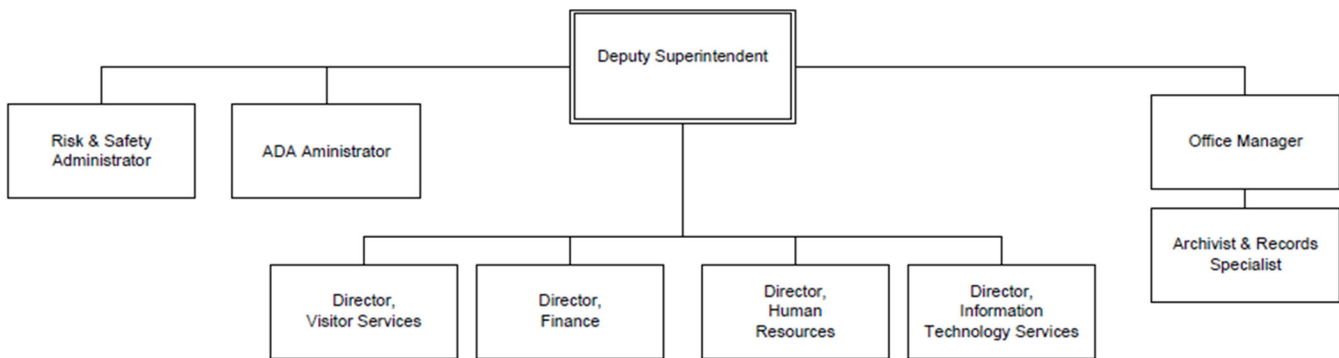 Deputy Superintendent
Risk & Safety
Administrator
ADA Aministrator
Office Manager
Archivist & Records
Specialist
Director,
Visitor Services
Director,
Finance
Director,
Human
Resources
Director,
Information
Technology Services